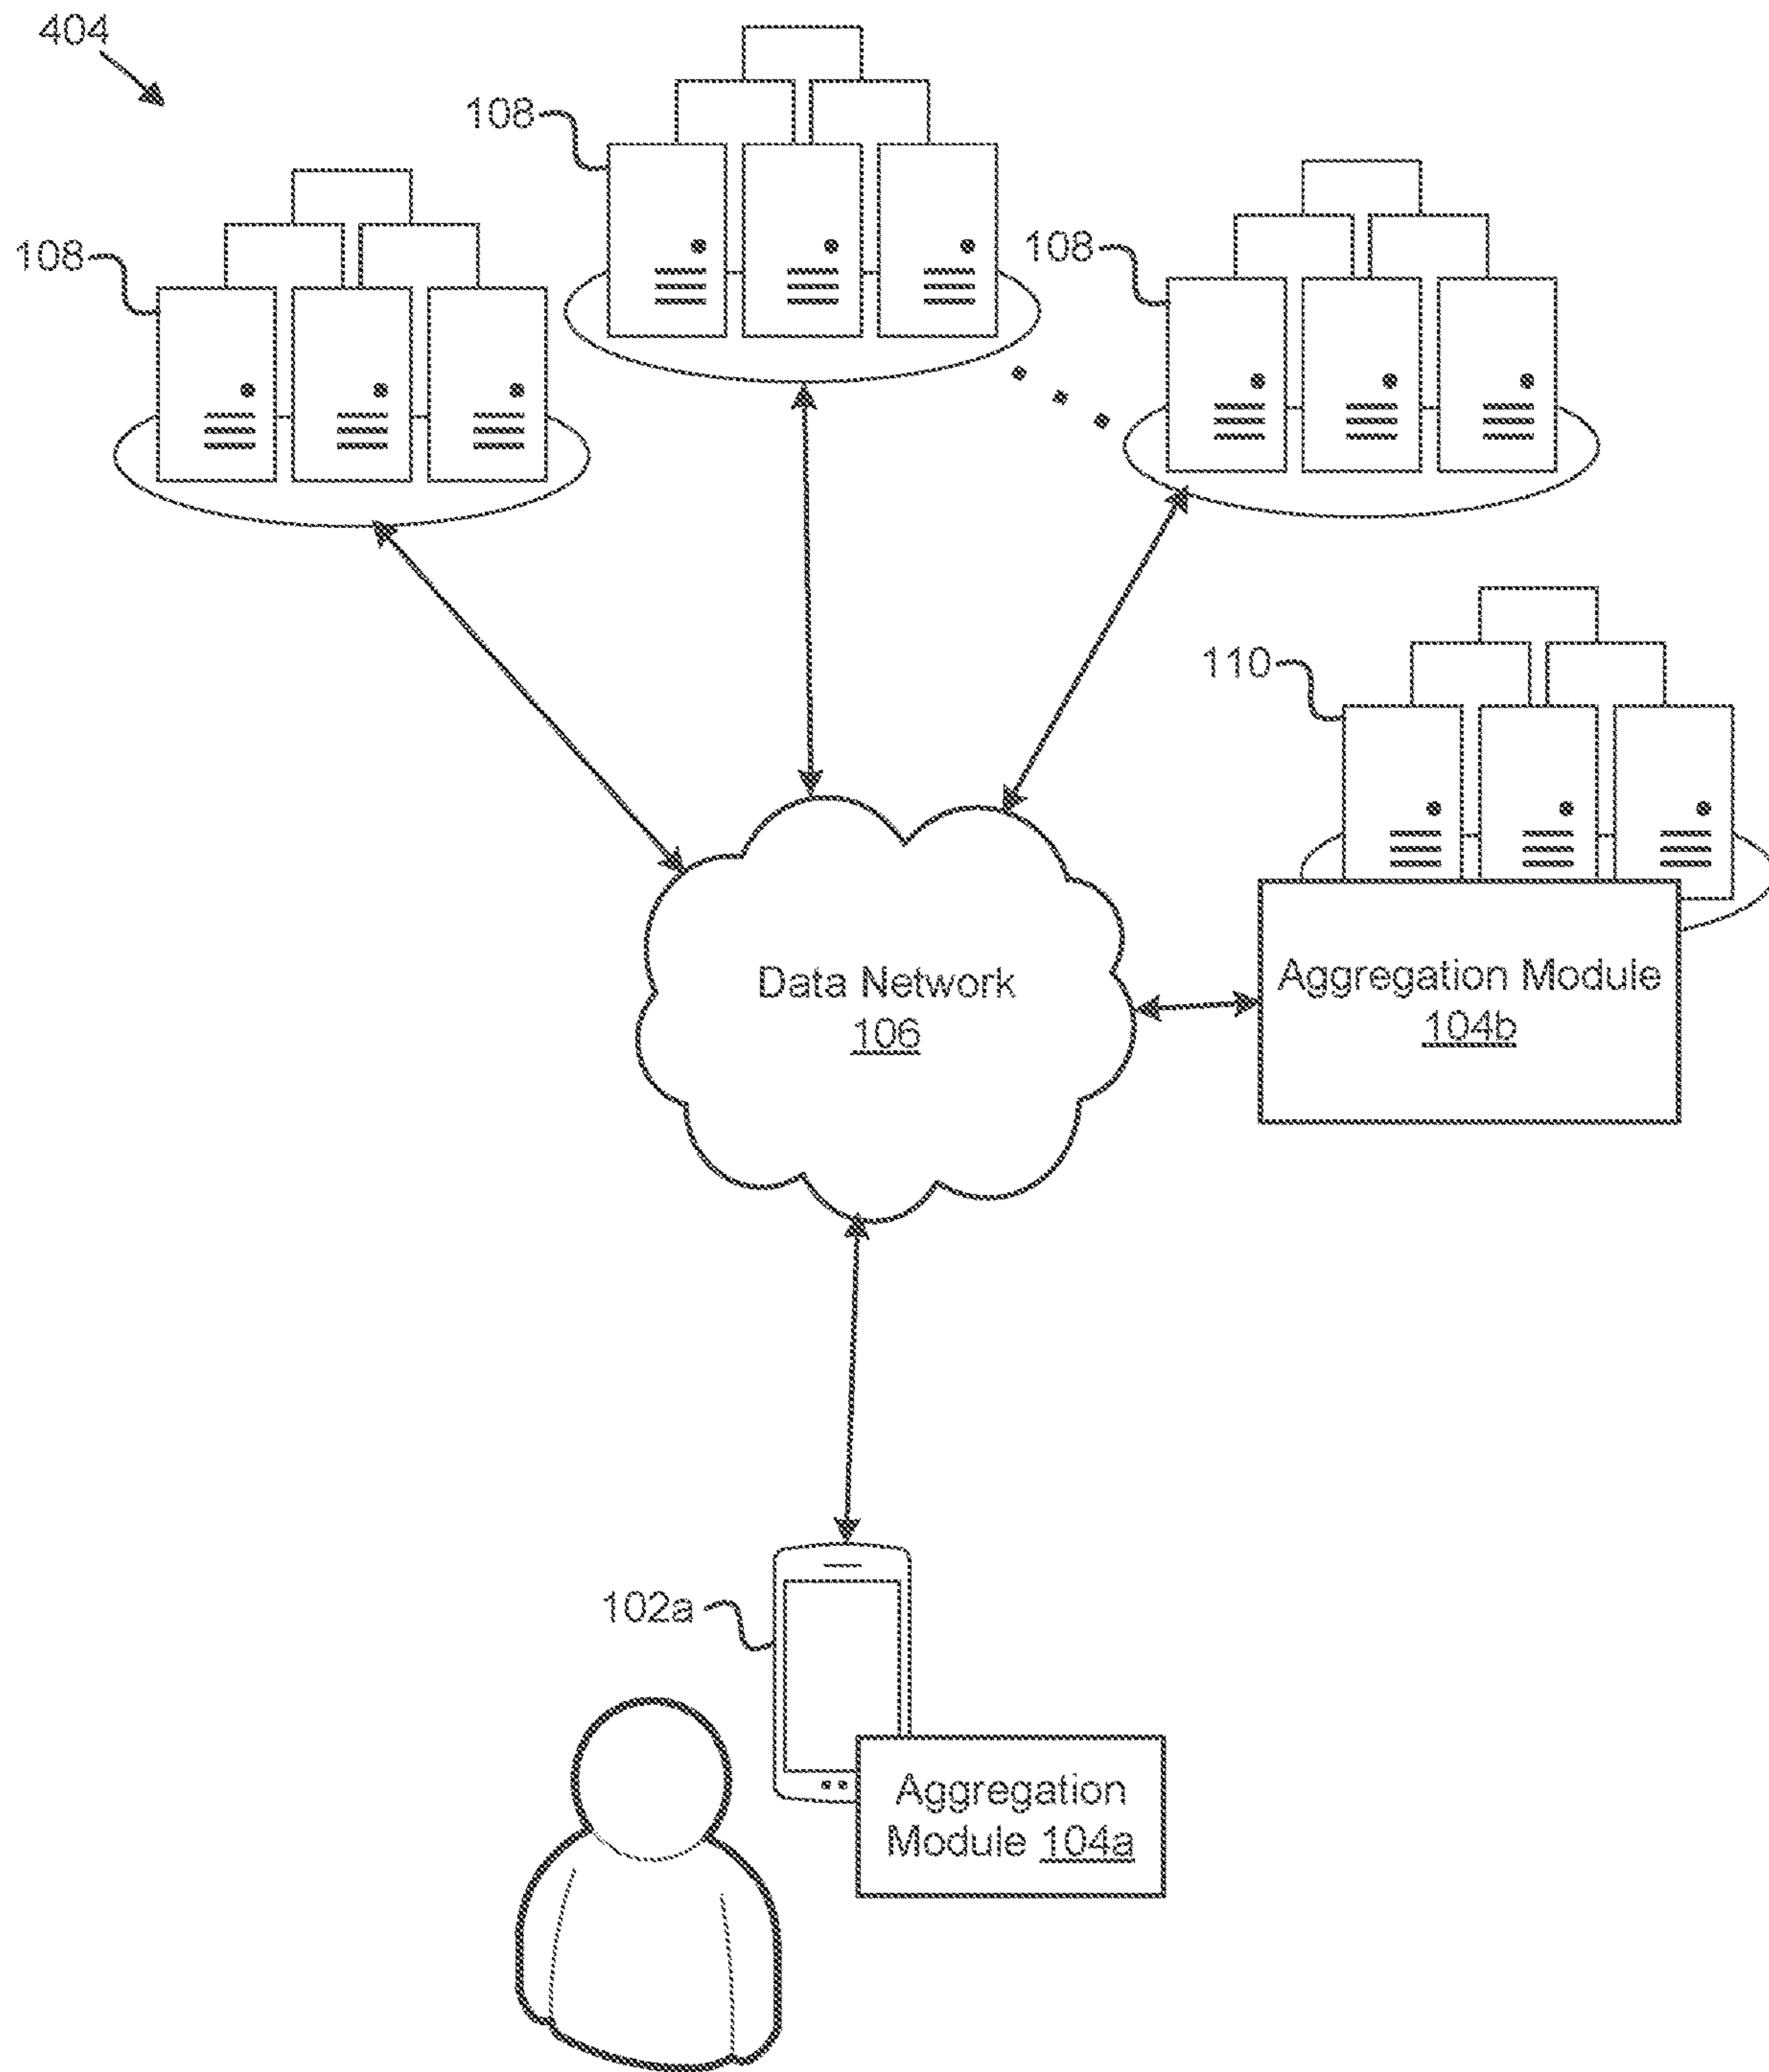 404
108
108
108
110
Data Network
106
Aggregation Module
104b
102a
Aggregation
Module 104a